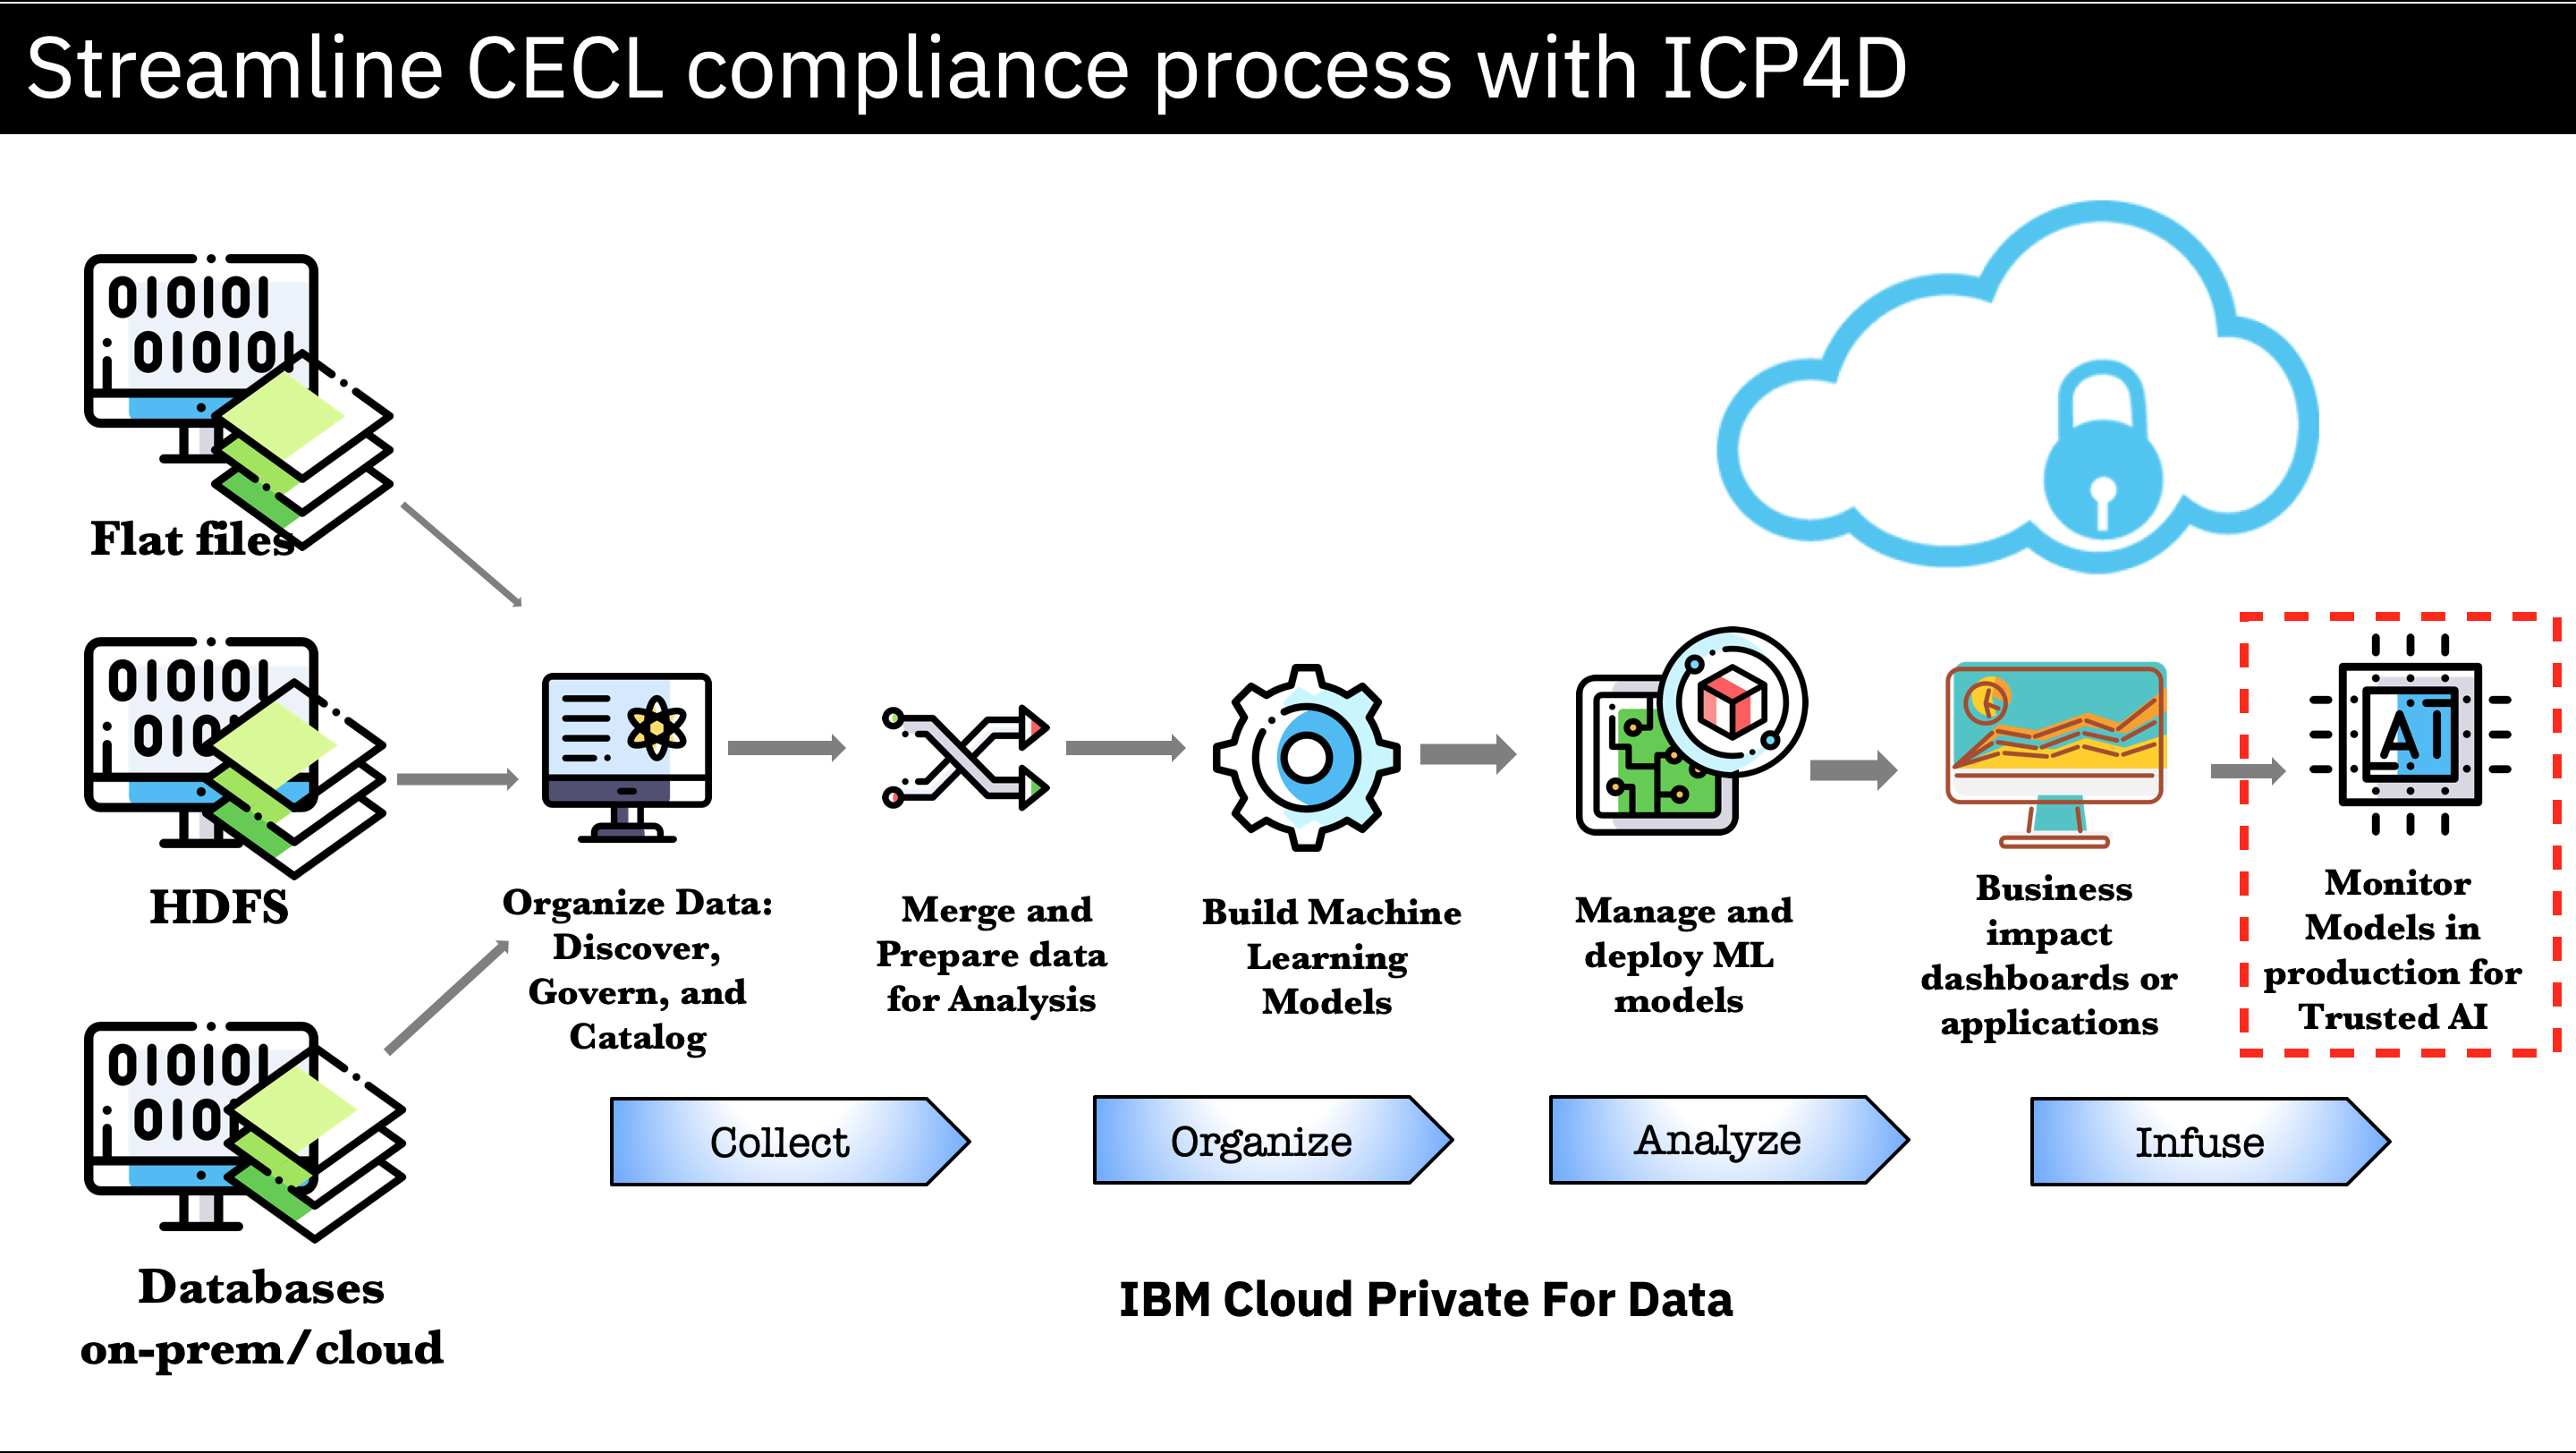 Streamline CECL compliance process with ICP4D
010101
010101
Flat files
010101
010
HDFS
010101
010
Databases
on-prem/cloud
Organize Data:
Discover,
Govern, and
Catalog
Merge and
Prepare data
for Analysis
Build Machine
Learning
Models
Manage and
deploy ML
models
Business
impact
dashboards or
applications
AI
Monitor
Models in
production for
Trusted AI
Collect
Organize
Analyze
Infuse
IBM Cloud Private For Data